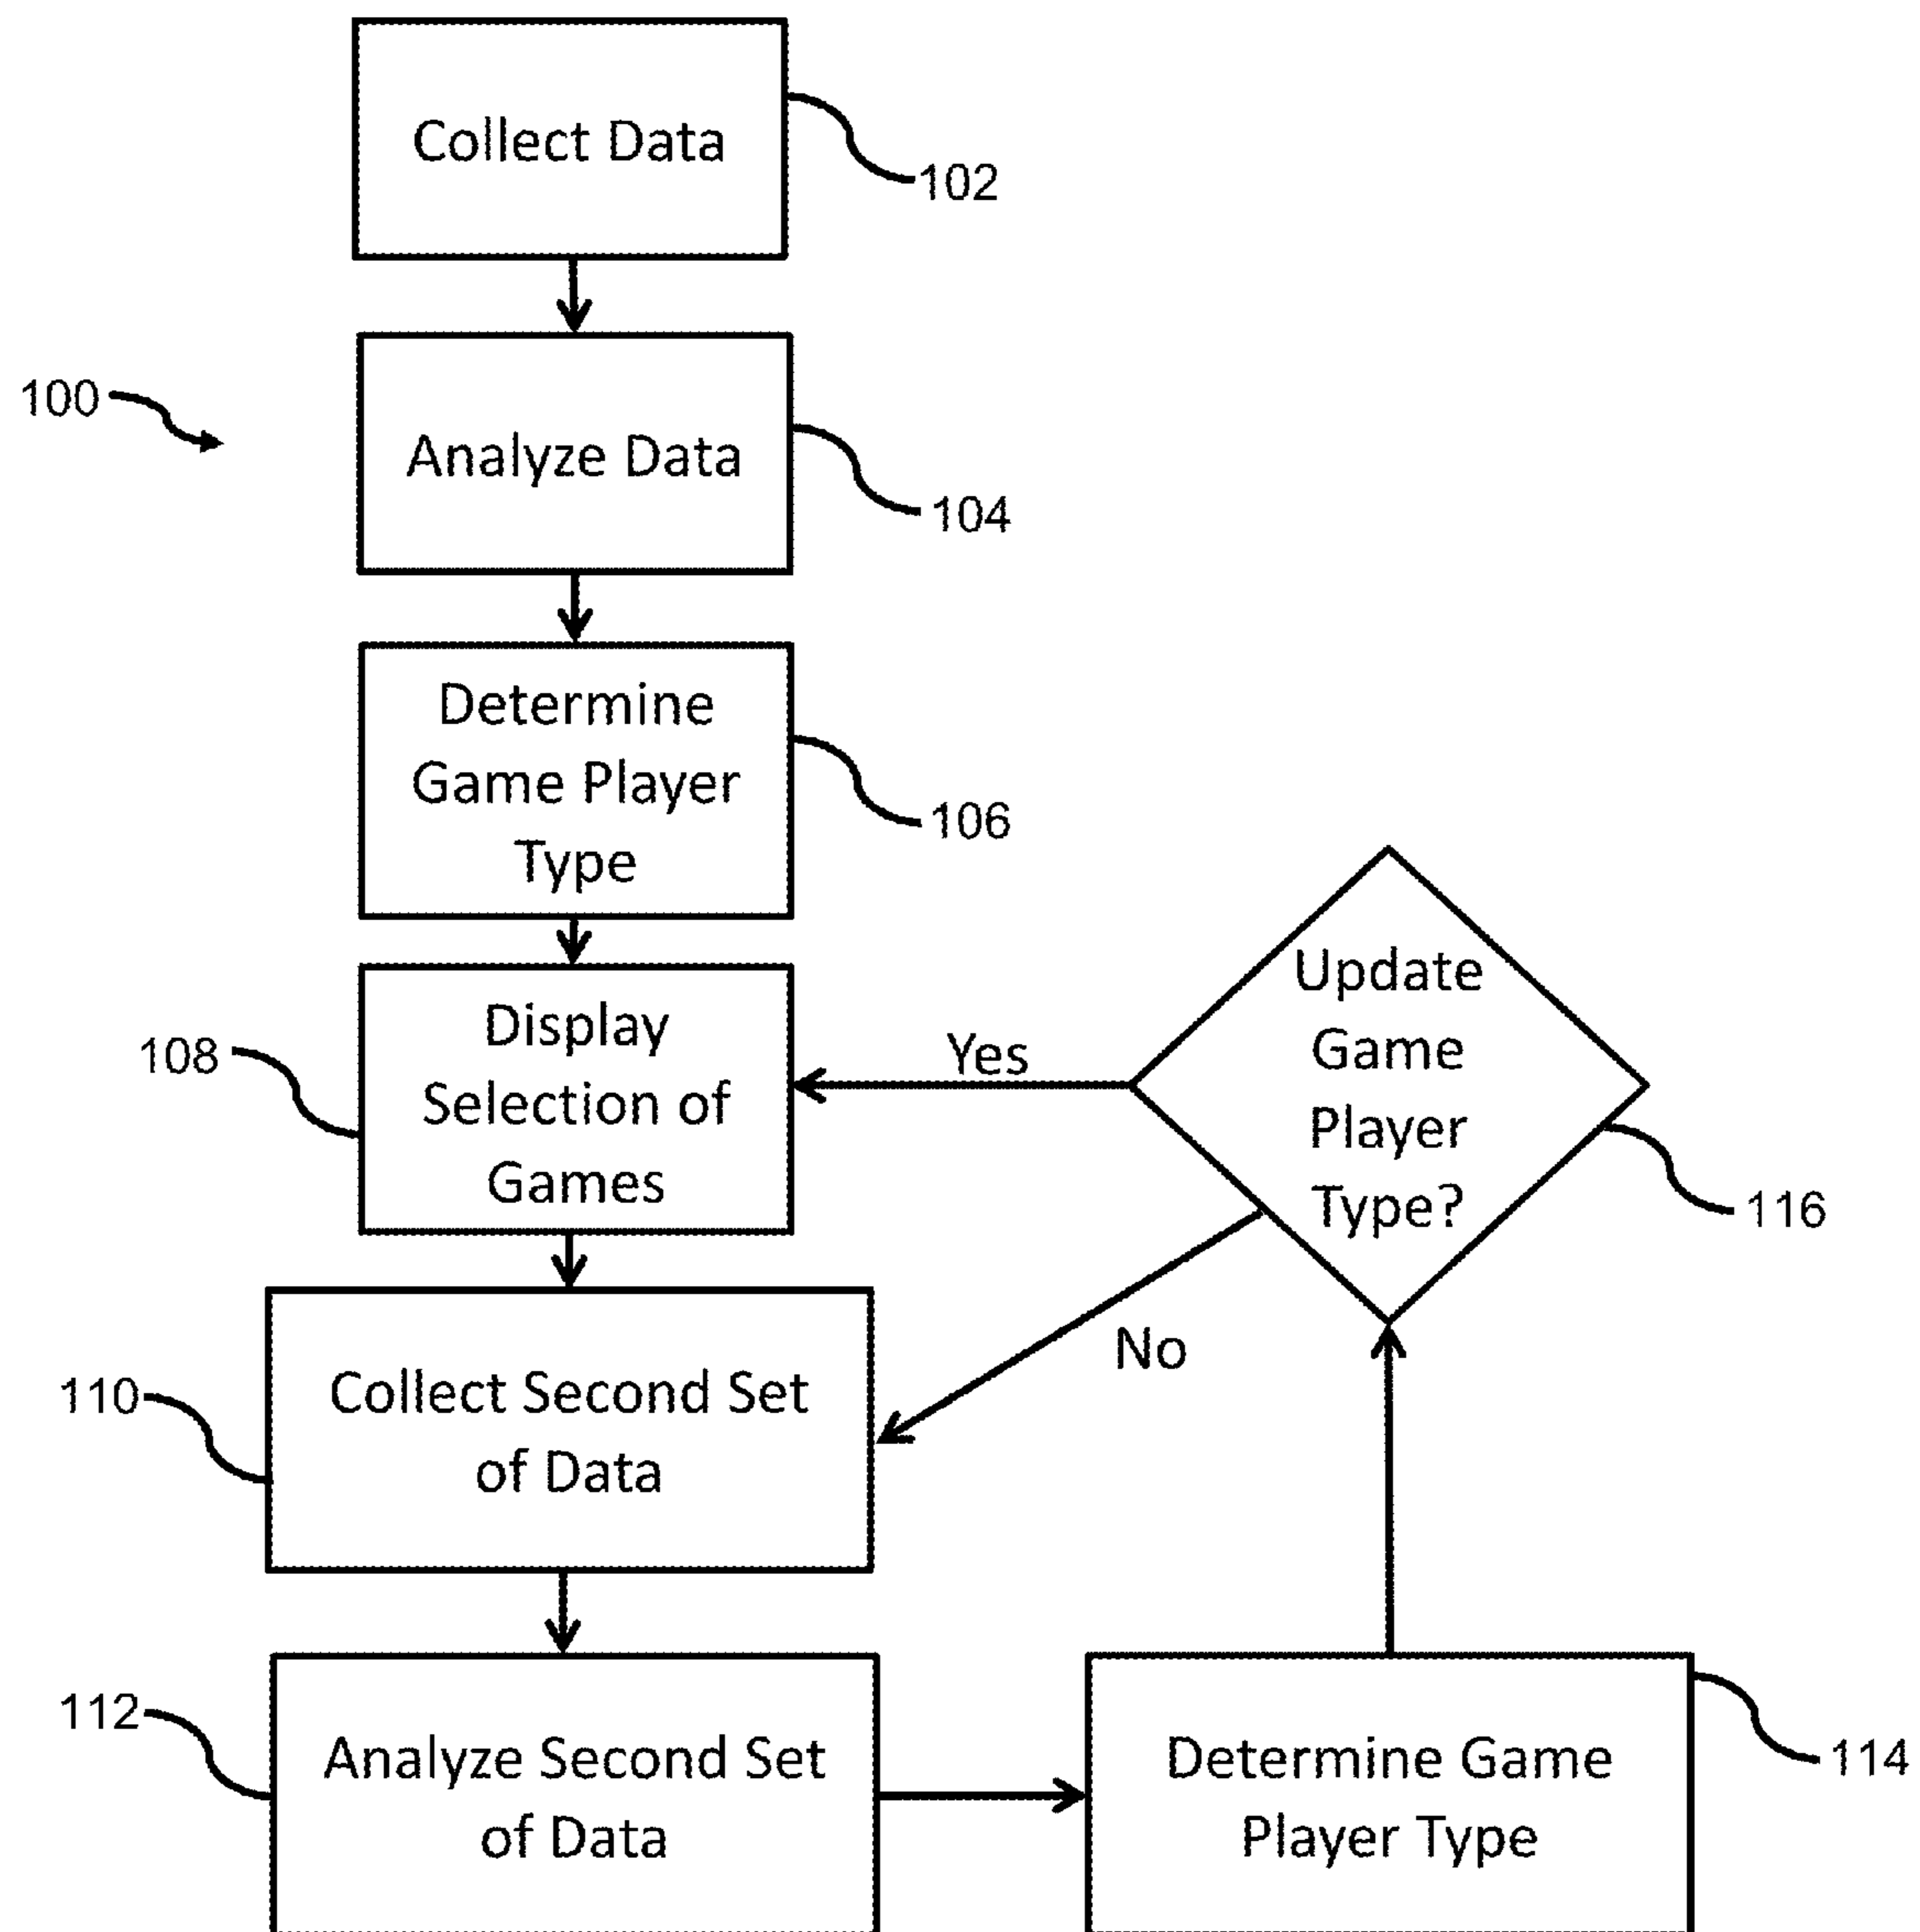 Collect Data
102
100
Analyze Data
104
Determine
Game Player
Type
106
108
Display
Selection of
Games
Yes
Update
Game
Player
Type?
116
No
110
Collect Second Set
of Data
112
Analyze Second Set
of Data
Determine Game
Player Type
114